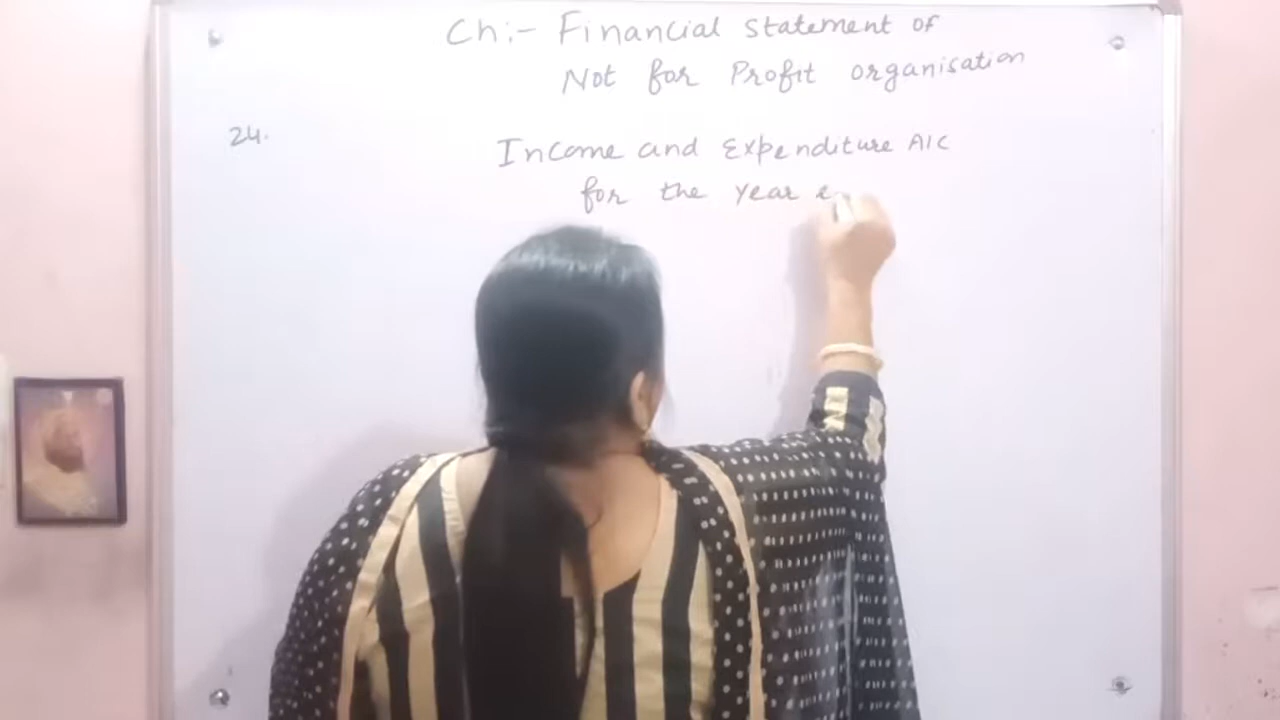 Ch:- Financial Statement of
Not for Profit organisation
24.
Income and Expenditure A/C
for the Year e